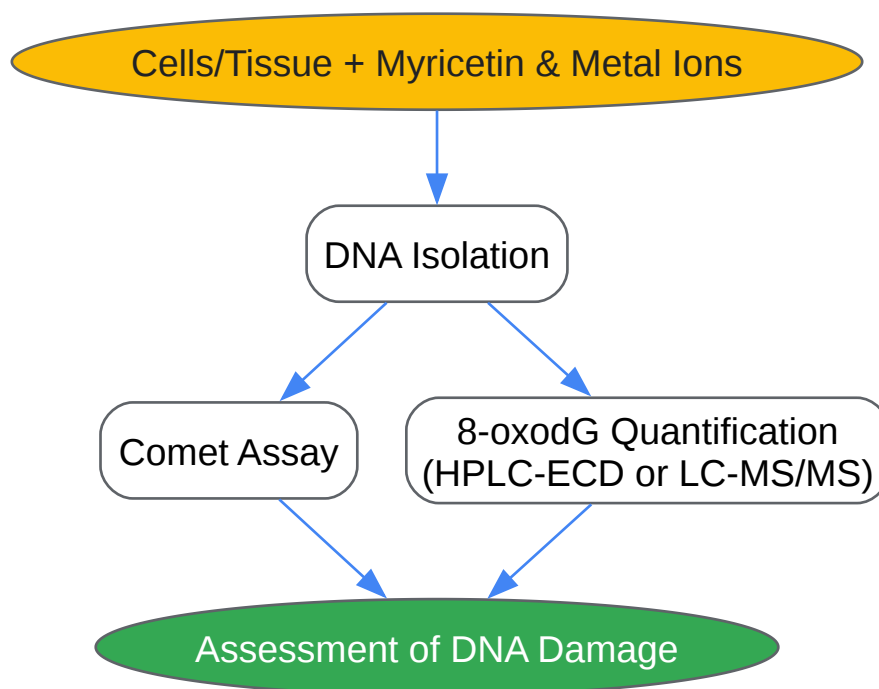 Cells/Tissue + Myricetin & Metal Ions
DNA Isolation
Comet Assay
8-oxodG Quantification
(HPLC-ECD or LC-MS/MS)
Assessment of DNA Damage